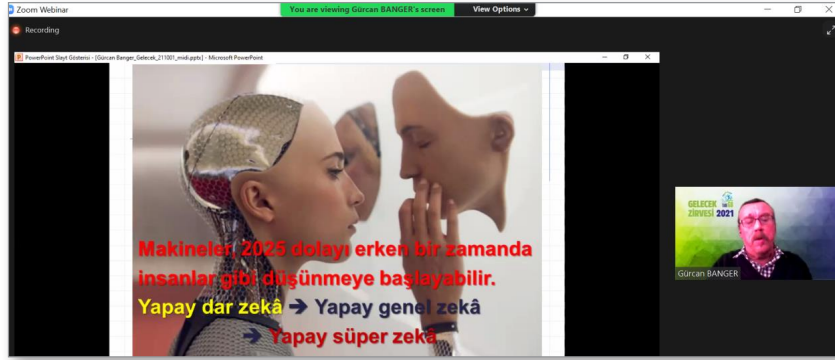 Zoom Webinar
You are viewing Gürcan BANGER's screen
View Options
Recording
PowerPoint Slayt Gösterisi - [Gürcan Banger_Gelecek_211001_midi.pptx] - Microsoft PowerPoint
Makineler, 2025 dolayı erken bir zamanda
insanlar gibi düşünmeye başlayabilir.
Yapay dar zekâ → Yapay genel zekâ
→ Yapay süper zekâ
GELECEK
ZİRVESİ 2021
Gürcan BANGER